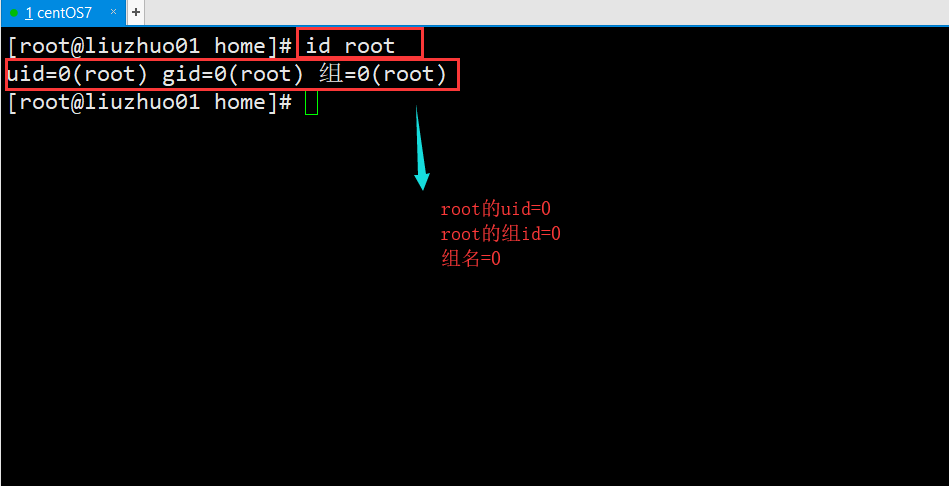 1 centOS7 × +
[root@liuzhuo01 home]# id root
uid=0(root) gid=0(root) 组=0(root)
[root@liuzhuo01 home]#
root的uid=0
root的组id=0
组名=0